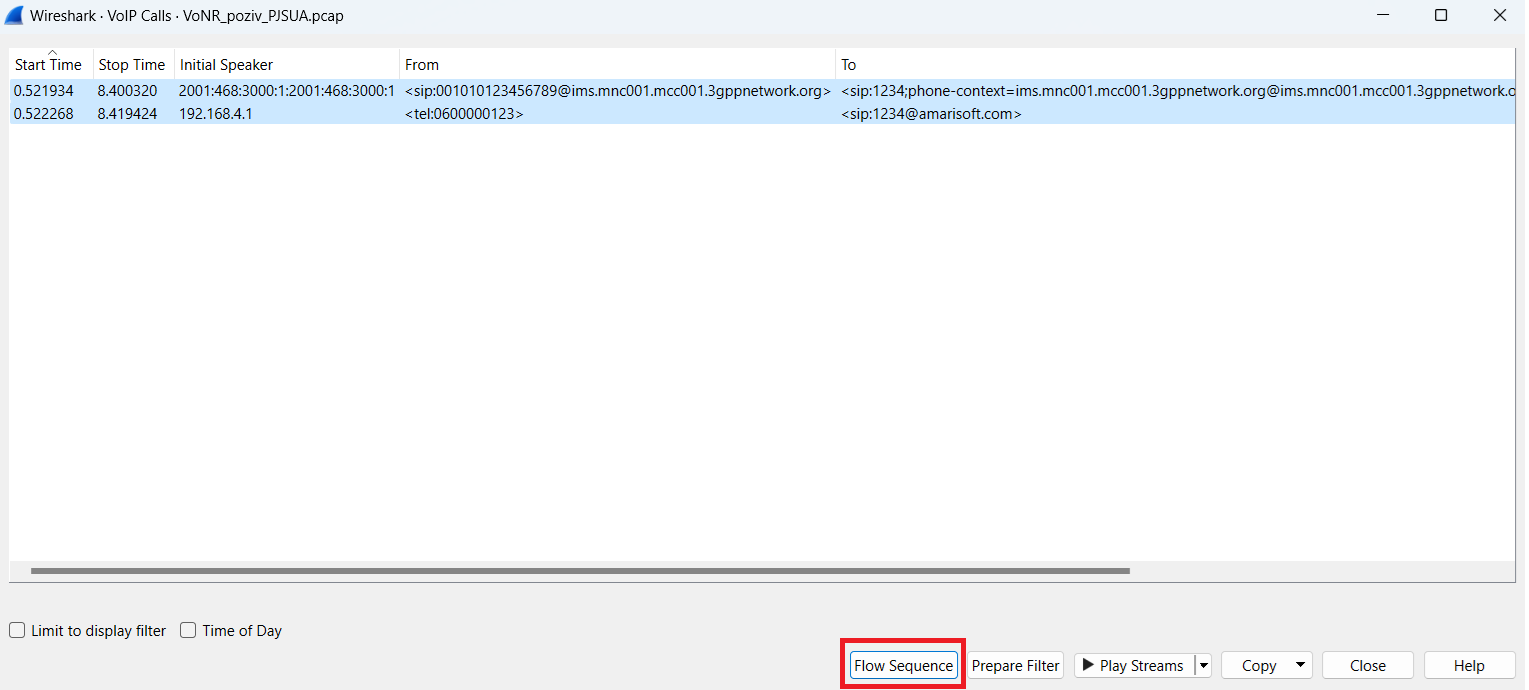 Wireshark · VoIP Calls · VoNR_poziv_PJSUA.pcap
Start Time Stop Time Initial Speaker From To
0.521934 8.400320 2001:468:3000:1:2001:468:3000:1 <sip:001010123456789@ims.mnc001.mcc001.3gppnetwork.org> <sip:1234;phone-context=ims.mnc001.mcc001.3gppnetwork.org@ims.mnc001.mcc001.3gppnetwork.o
0.522268 8.419424 192.168.4.1 <tel:0600000123> <sip:1234@amarisoft.com>
Limit to display filter Time of Day
Flow Sequence Prepare Filter Play Streams Copy Close Help